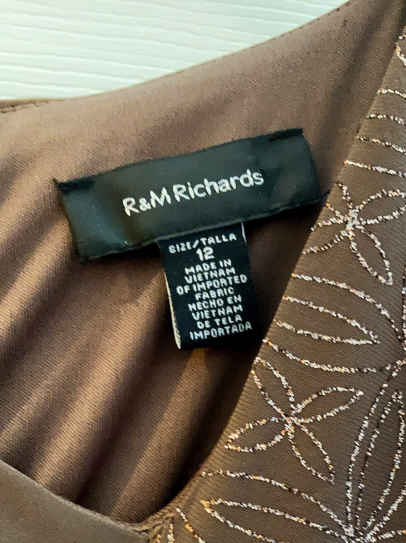 R&M Richards
SIZE/TALLA
12
MADE IN
VIETNAM
OF IMPORTED
FABRIC
HECHO EN
VIETNAM
DE TELA
IMPORTADA